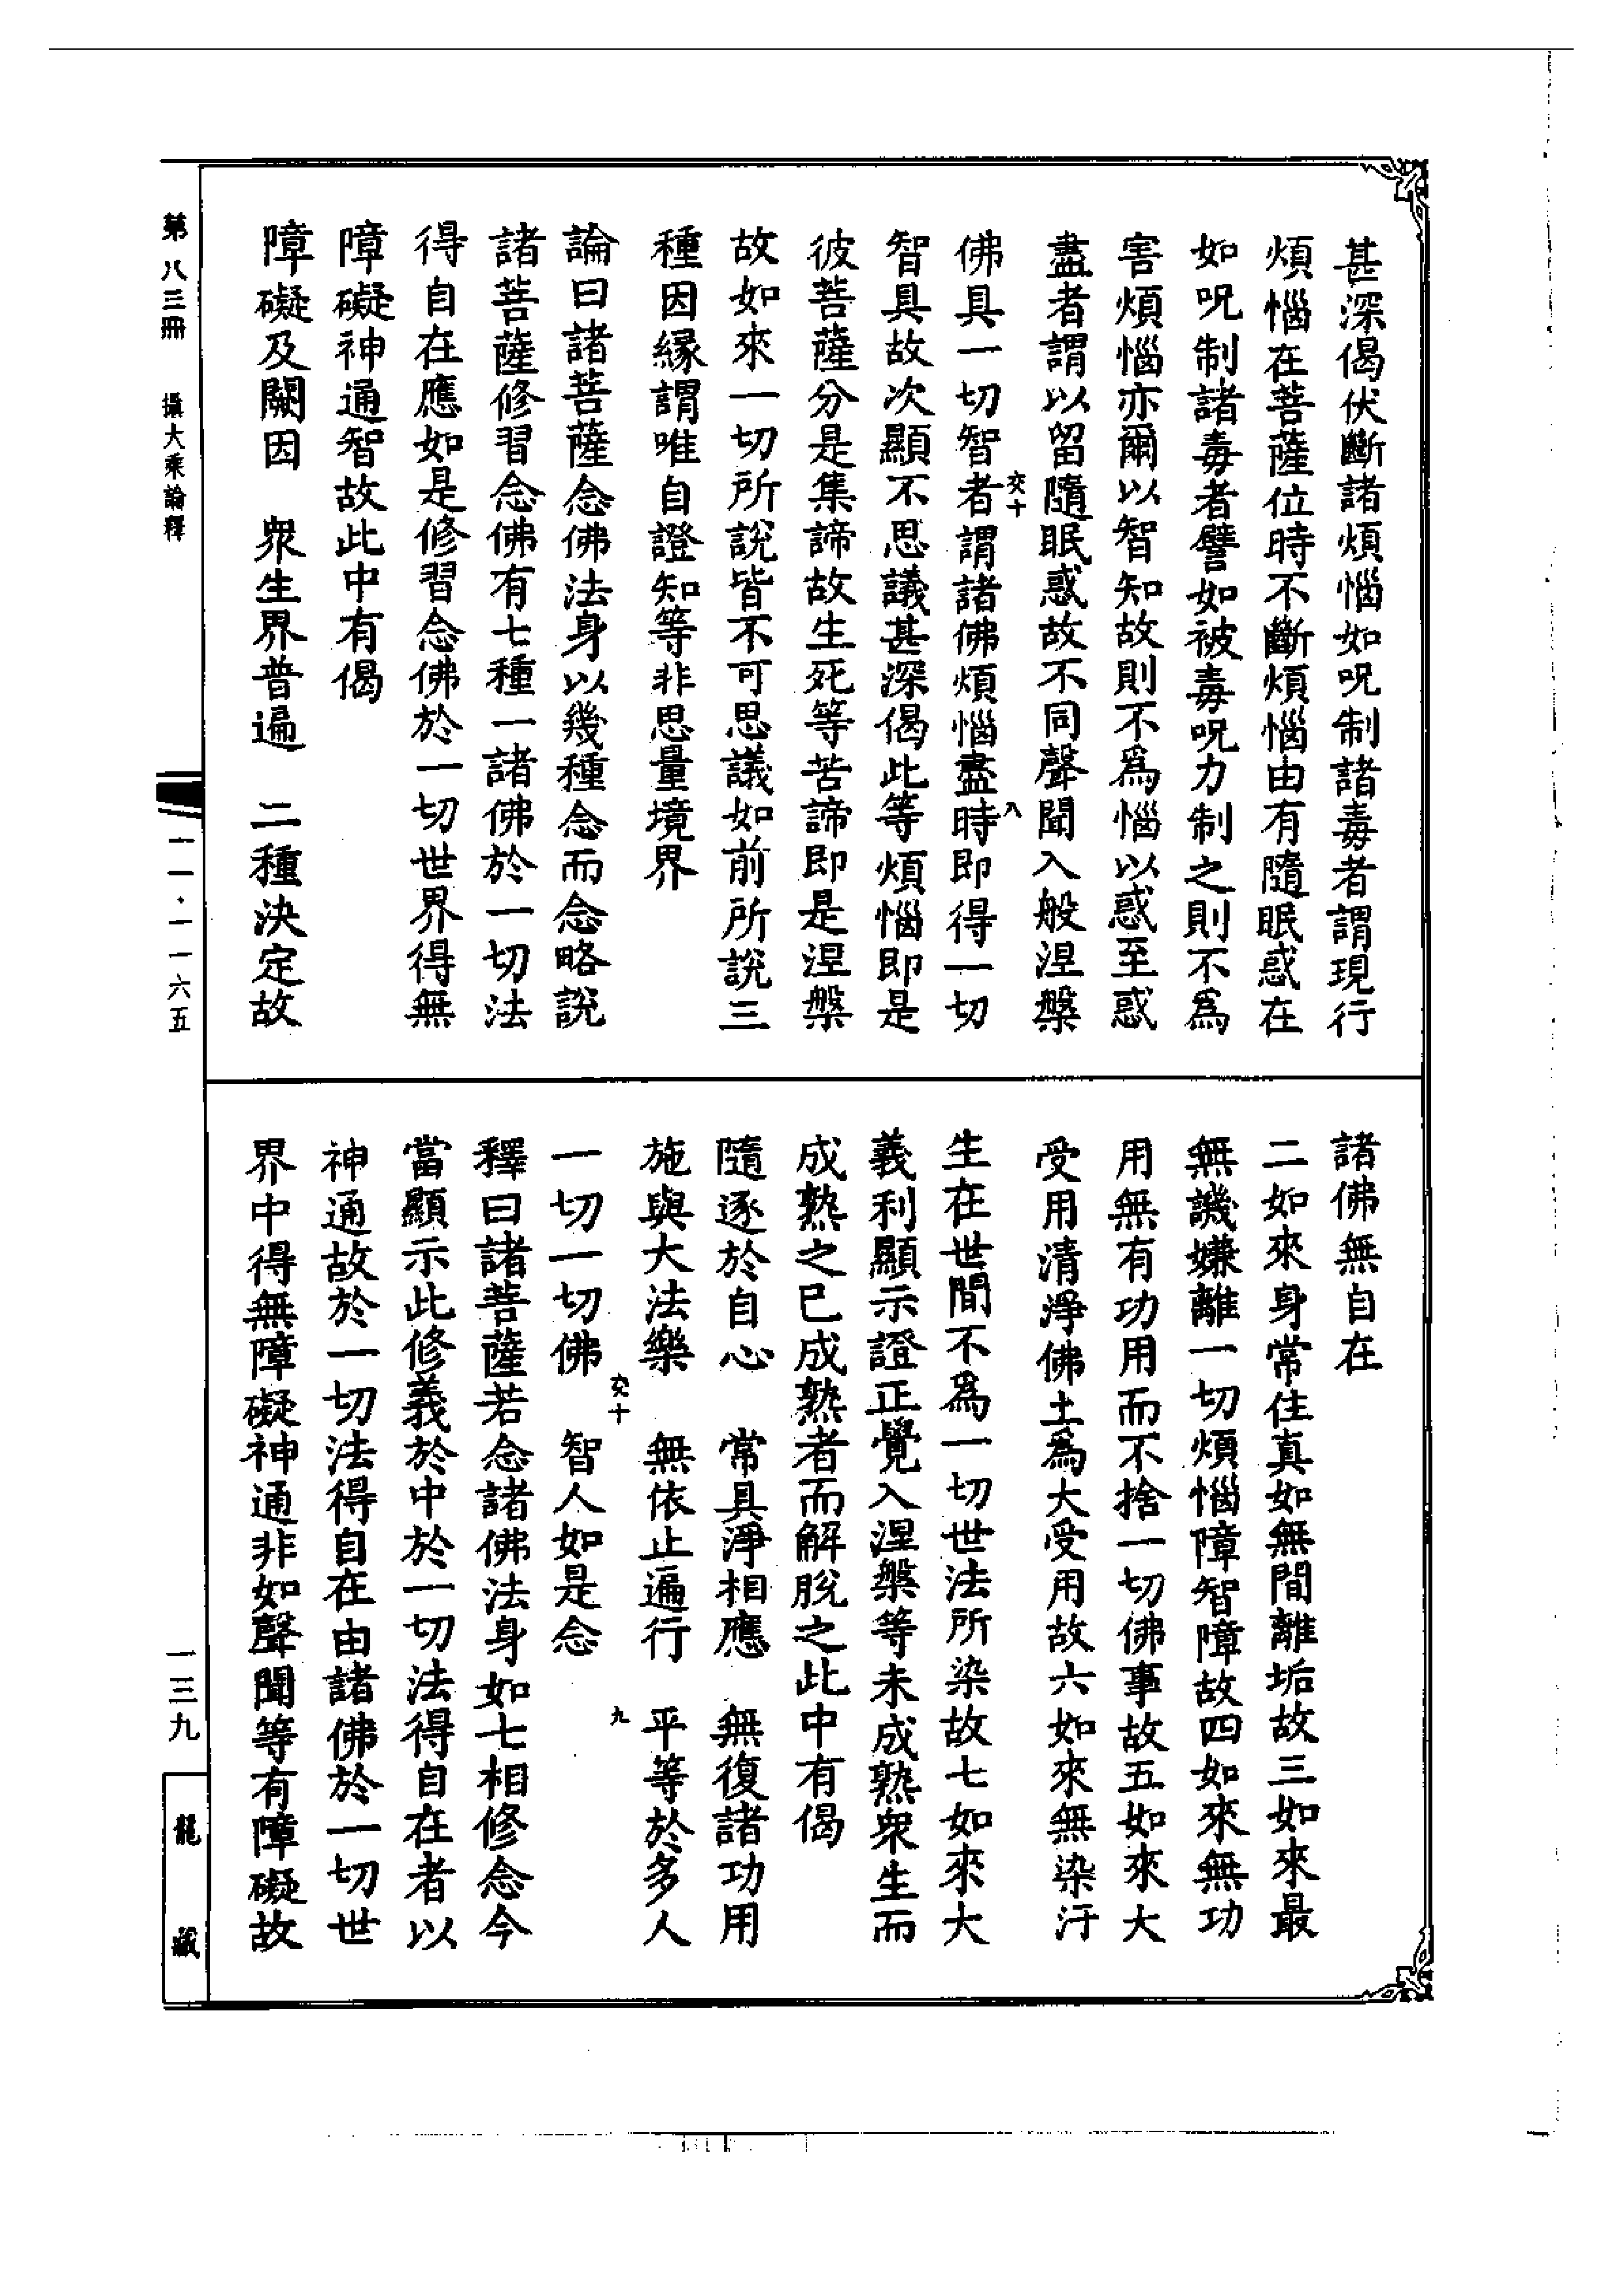 甚深偈伏斷諸煩惱如呪制諸毒者謂現行
煩惱在菩薩位時不斷煩惱由有隨眠惑在
如呪制諸毒者譬如被毒呪力制之則不為
害煩惱亦爾以智知故則不為惱以惑至惑
盡者謂以留隨眠惑故不同聲聞入般涅槃
交十
八
佛具一切智者謂諸佛煩惱盡時即得一切
智具故次顯不思議甚深偈此等煩惱即是
彼菩薩分是集諦故生死等苦諦即是涅槃
故如來一切所說皆不可思議如前所說三
種因緣謂唯自證知等非思量境界
論曰諸菩薩念佛法身以幾種念而念略說
諸菩薩修習念佛有七種一諸佛於一切法
得自在應如是修習念佛於一切世界得無
障礙神通智故此中有偈
障礙及闕因　眾生界普遍　二種決定故
諸佛無自在
二如來身常住真如無間離垢故三如來最
無譏嫌離一切煩惱障智障故四如來無功
用無有功用而不捨一切佛事故五如來大
受用清淨佛土為大受用故六如來無染汙
生在世間不為一切世法所染故七如來大
義利顯示證正覺入涅槃等未成熟眾生而
成熟之已成熟者而解脫之此中有偈
隨逐於自心　常具淨相應　無復諸功用
施與大法樂　無依止遍行　平等於多人
交十
九
一切一切佛　智人如是念
釋曰諸菩薩若念諸佛法身如七相修念今
當顯示此修義於中於一切法得自在者以
神通故於一切法得自在由諸佛於一切世
界中得無障礙神通非如聲聞等有障礙故
第八三冊　攝大乘論釋
一一·一一六五
一三九
龍藏